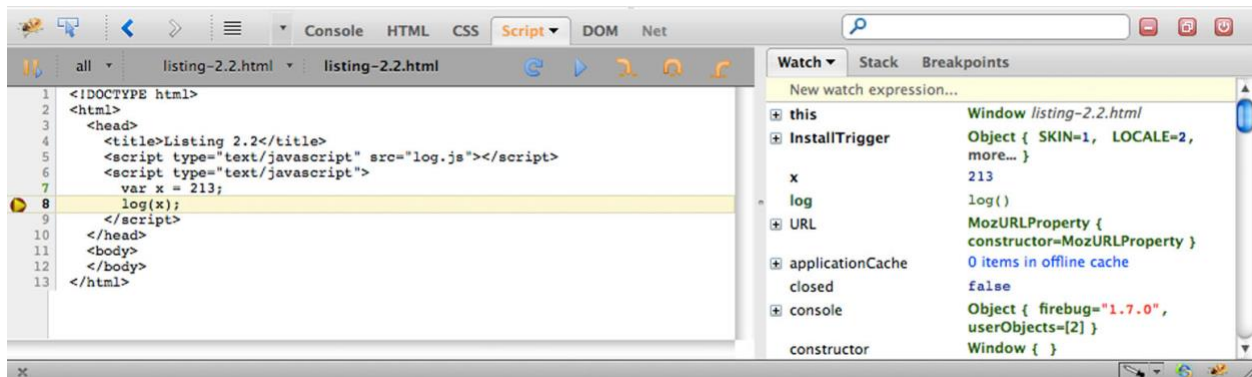 Console HTML CSS Script DOM Net
all listing-2.2.html listing-2.2.html
1 <!DOCTYPE html>
2 <html>
3 <head>
4 <title>Listing 2.2</title>
5 <script type="text/javascript" src="log.js"></script>
6 <script type="text/javascript">
7 var x = 213;
8 log(x);
9 </script>
10 </head>
11 <body>
12 </body>
13 </html>
Watch Stack Breakpoints
New watch expression...
this Window listing-2.2.html
InstallTrigger Object { SKIN=1, LOCALE=2,
more... }
x 213
log log()
URL MozURLProperty {
constructor=MozURLProperty }
applicationCache 0 items in offline cache
closed false
console Object { firebug="1.7.0",
userObjects=[2] }
constructor Window { }